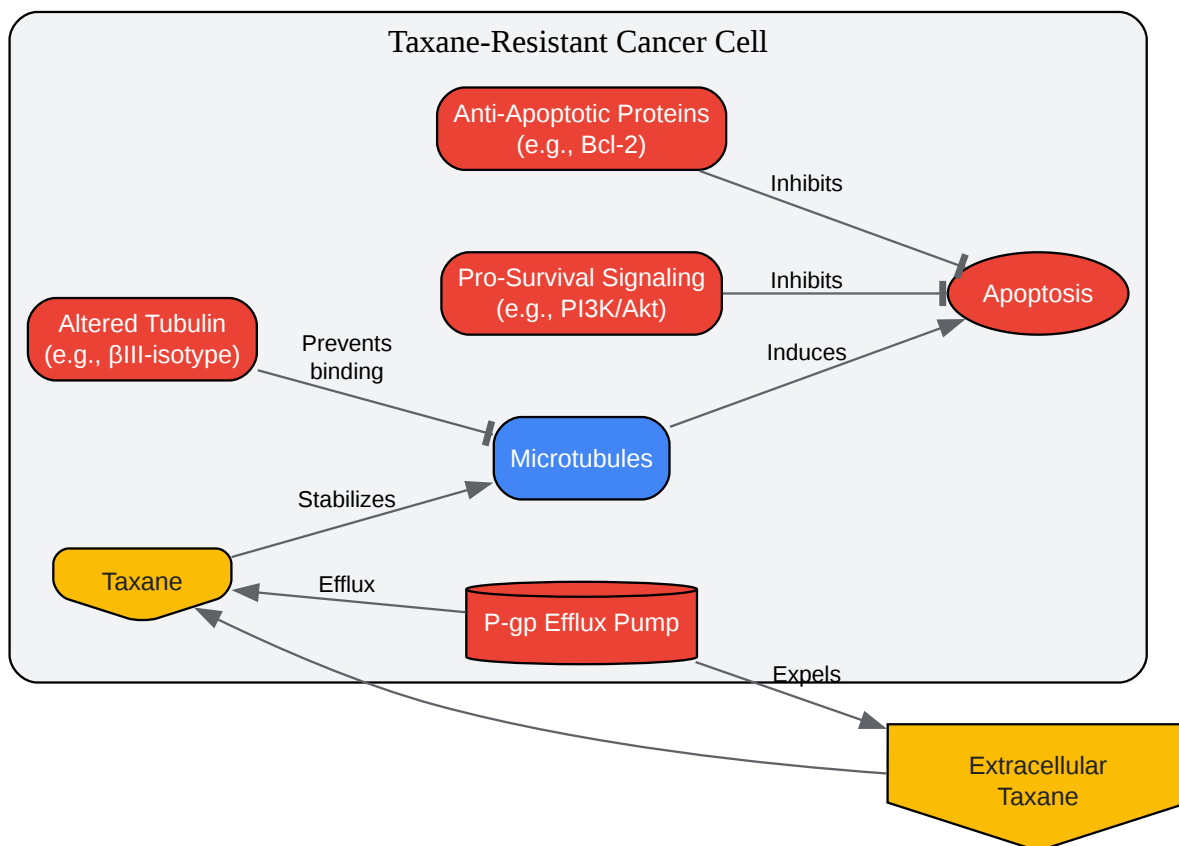 Taxane-Resistant Cancer Cell
Anti-Apoptotic Proteins
(e.g., Bcl-2)
Inhibits
Pro-Survival Signaling
(e.g., PI3K/Akt)
Inhibits
Apoptosis
Altered Tubulin
(e.g., βIII-isotype)
Prevents
binding
Induces
Microtubules
Stabilizes
Taxane
Efflux
P-gp Efflux Pump
Expels
Extracellular
Taxane